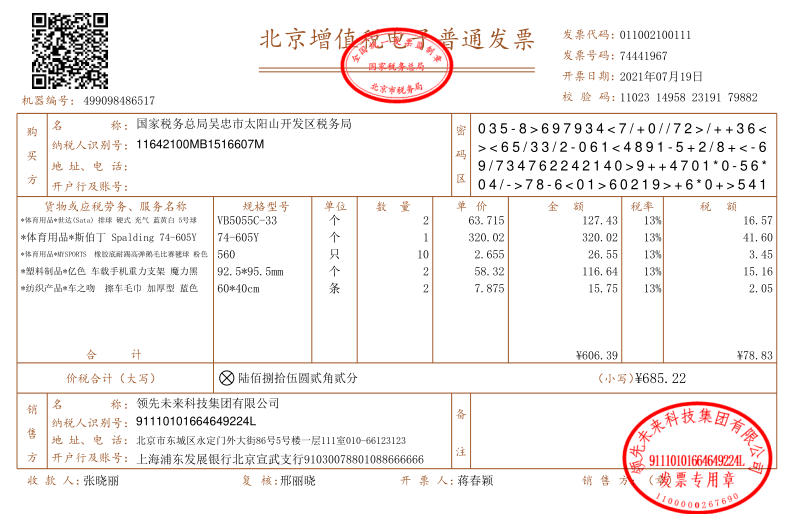 北京增值税电子普通发票
全国统一发票监制章
国家税务总局
北京市税务局
发票代码: 011002100111
发票号码: 74441967
开票日期: 2021年07月19日
校 验 码: 11023 14958 23191 79882
机器编号: 499098486517
购买方
名 称: 国家税务总局吴忠市太阳山开发区税务局
纳税人识别号: 11642100MB1516607M
地 址、电 话:
开户行及账号:
密码区
035-8>697934<7/+0//72>/++36<
><65/33/2-061<4891-5+2/8+<-6
9/734762242140>9++4701*0-56*
04/->78-6<01>60219>+6*0+>541
货物或应税劳务、服务名称 规格型号 单位 数 量 单 价 金 额 税率 税 额
*体育用品*世达(Sata) 排球 硬式 充气 蓝黄白 5号球 VB5055C-33 个 2 63.715 127.43 13% 16.57
*体育用品*斯伯丁 Spalding 74-605Y 74-605Y 个 1 320.02 320.02 13% 41.60
*体育用品*MYSPORTS 橡胶底耐踢高弹鹅毛比赛毽球 粉色 560 只 10 2.655 26.55 13% 3.45
*塑料制品*亿色 车载手机重力支架 魔力黑 92.5*95.5mm 个 2 58.32 116.64 13% 15.16
*纺织产品*车之吻 擦车毛巾 加厚型 蓝色 60*40cm 条 2 7.875 15.75 13% 2.05
合 计 ¥606.39 ¥78.83
价税合计（大写） ⊗ 陆佰捌拾伍圆贰角贰分 （小写）¥685.22
销售方
名 称: 领先未来科技集团有限公司
纳税人识别号: 91110101664649224L
地 址、电 话: 北京市东城区永定门外大街86号5号楼一层111室010-66123123
开户行及账号: 上海浦东发展银行北京宣武支行91030078801088666666
备注
领先未来科技集团有限公司
91110101664649224L
发票专用章
1100000267690
收 款 人: 张晓丽 复 核: 邢丽晓 开 票 人: 蒋春颖 销 售 方: （章）